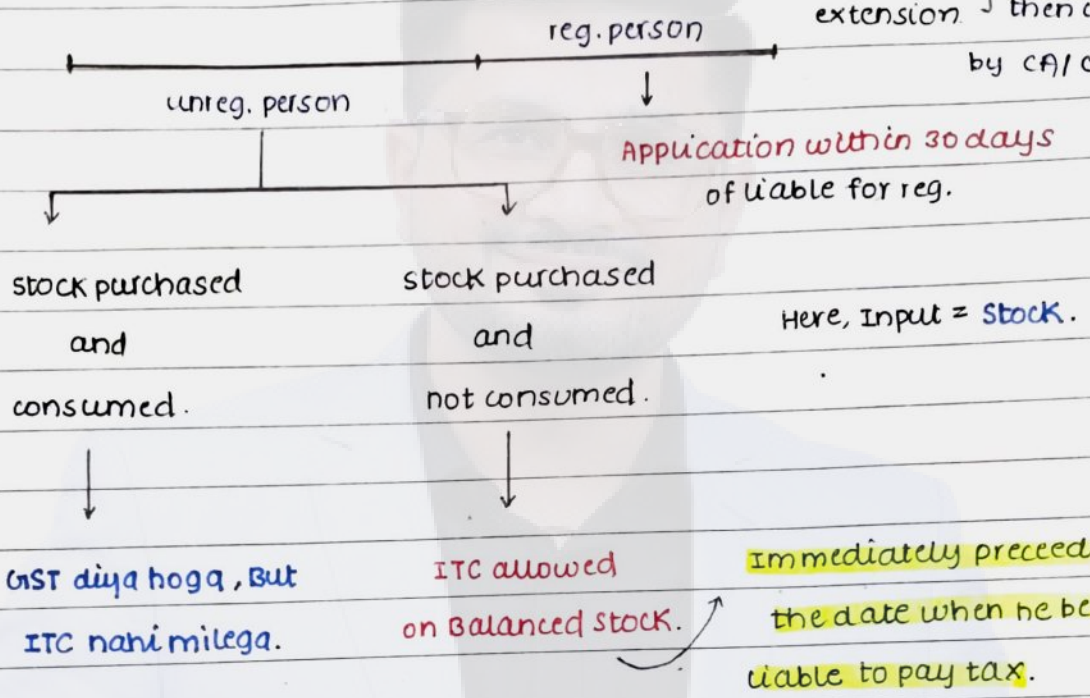 extension then
reg. person
by CA/
unreg. person
Application within 30 days
of liable for reg.
stock purchased
and
consumed.
stock purchased
and
not consumed.
Here, Input = Stock.
GST diya hoga, But
ITC nahi milega.
ITC allowed
on Balanced Stock.
Immediately preceed
the date when he be
liable to pay tax.